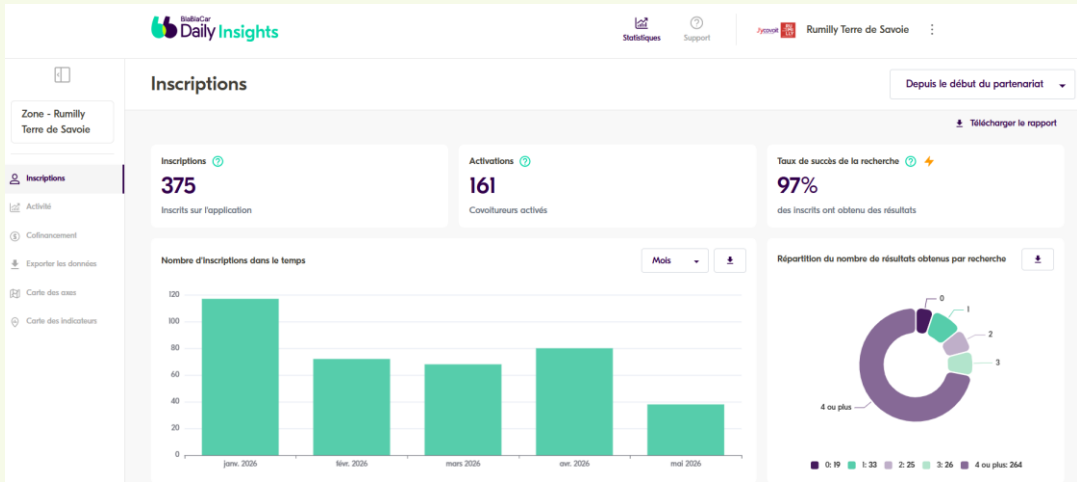 BlaBlaCar
Daily Insights
Statistiques
Support
Rumilly Terre de Savoie
Zone - Rumilly
Terre de Savoie
Inscriptions
Depuis le début du partenariat
Télécharger le rapport
Inscriptions
Activité
Cofinancement
Exporter les données
Carte des axes
Carte des indicateurs
Inscriptions
375
Inscrits sur l'application
Activations
161
Covoitureurs activés
Taux de succès de la recherche
97%
des inscrits ont obtenu des résultats
Nombre d'inscriptions dans le temps
Mois
120
100
80
60
40
20
0
janv. 2026
févr. 2026
mars 2026
avr. 2026
mai 2026
Répartition du nombre de résultats obtenus par recherche
0
1
2
3
4 ou plus
0: 19 1: 33 2: 25 3: 26 4 ou plus: 264